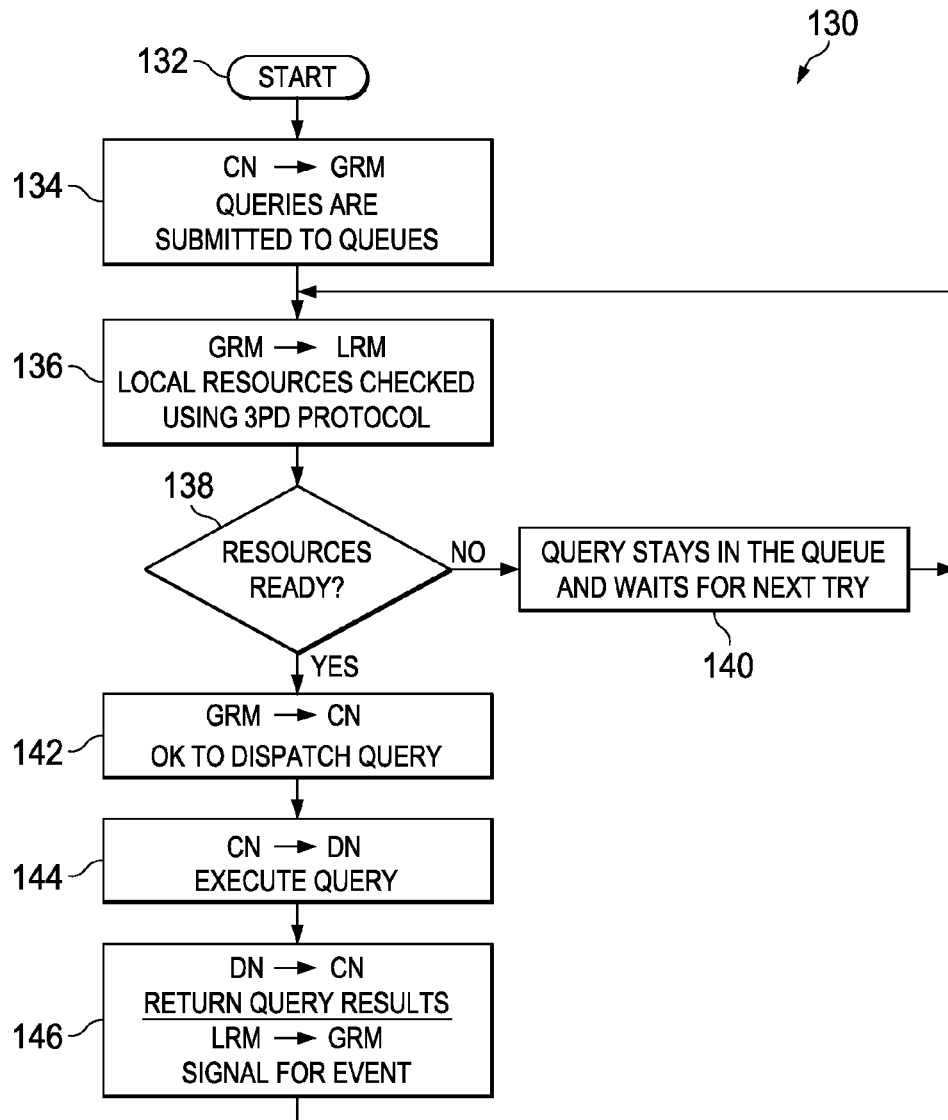 130
132
START
134
CN → GRM
QUERIES ARE
SUBMITTED TO QUEUES
136
GRM → LRM
LOCAL RESOURCES CHECKED
USING 3PD PROTOCOL
138
RESOURCES
READY?
NO
QUERY STAYS IN THE QUEUE
AND WAITS FOR NEXT TRY
140
YES
142
GRM → CN
OK TO DISPATCH QUERY
144
CN → DN
EXECUTE QUERY
146
DN → CN
RETURN QUERY RESULTS
LRM → GRM
SIGNAL FOR EVENT